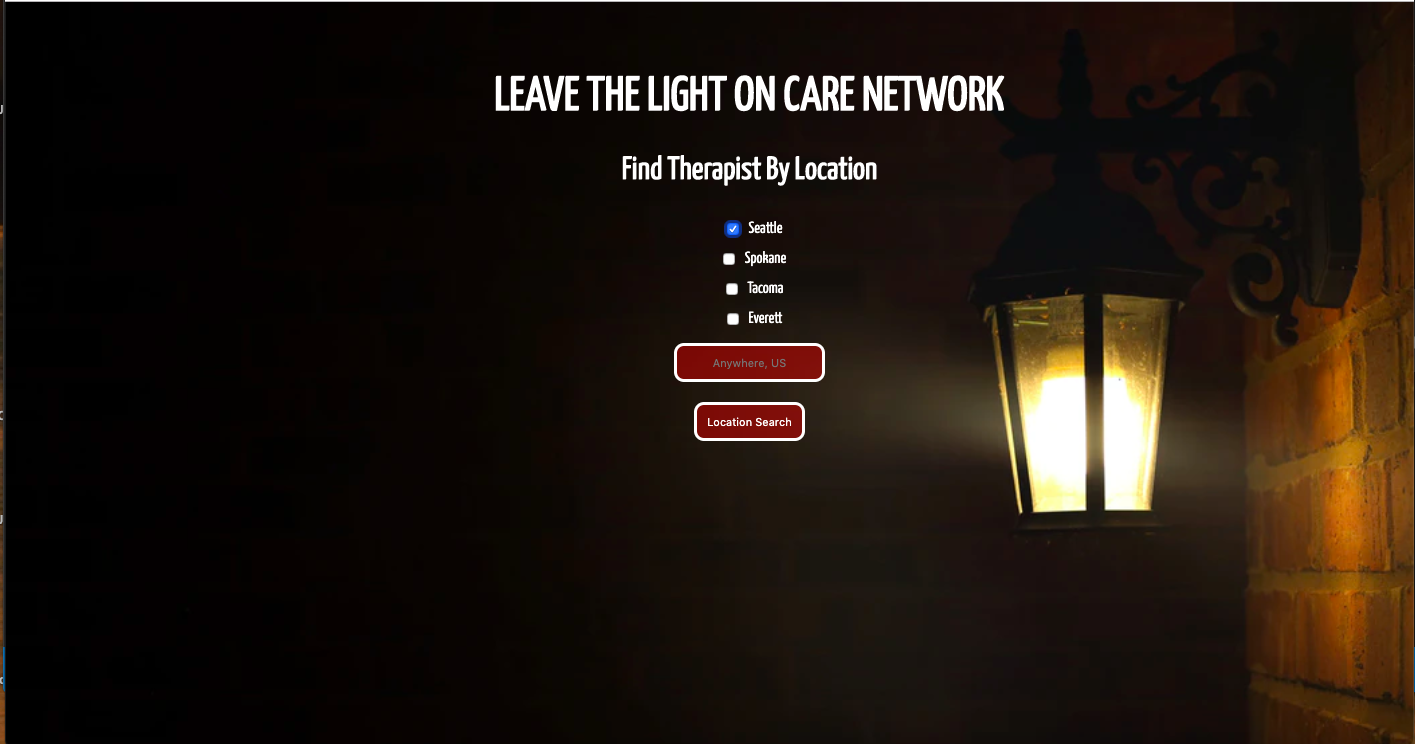 LEAVE THE LIGHT ON CARE NETWORK
Find Therapist By Location
Seattle
Spokane
Tacoma
Everett
Anywhere, US
Location Search